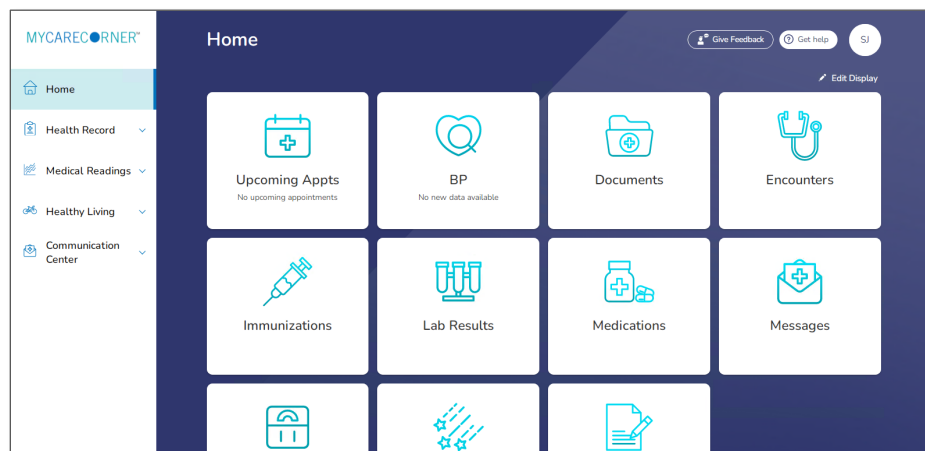 MYCARECORNER™
Home
Give Feedback
Get help
SJ
Edit Display
Home
Health Record
Medical Readings
Healthy Living
Communication
Center
Upcoming Appts
No upcoming appointments
BP
No new data available
Documents
Encounters
Immunizations
Lab Results
Medications
Messages